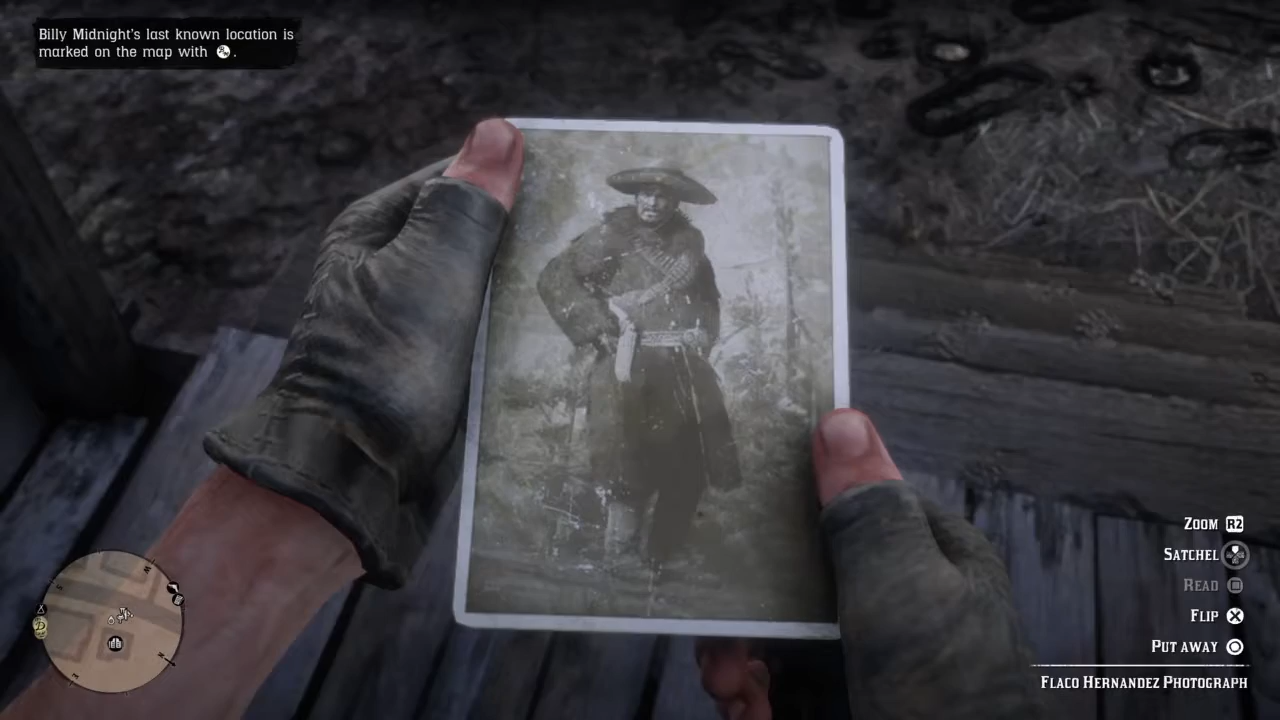 Billy Midnight's last known location is
marked on the map with .
Zoom R2
Satchel
Read
Flip
Put away
Flaco Hernandez Photograph